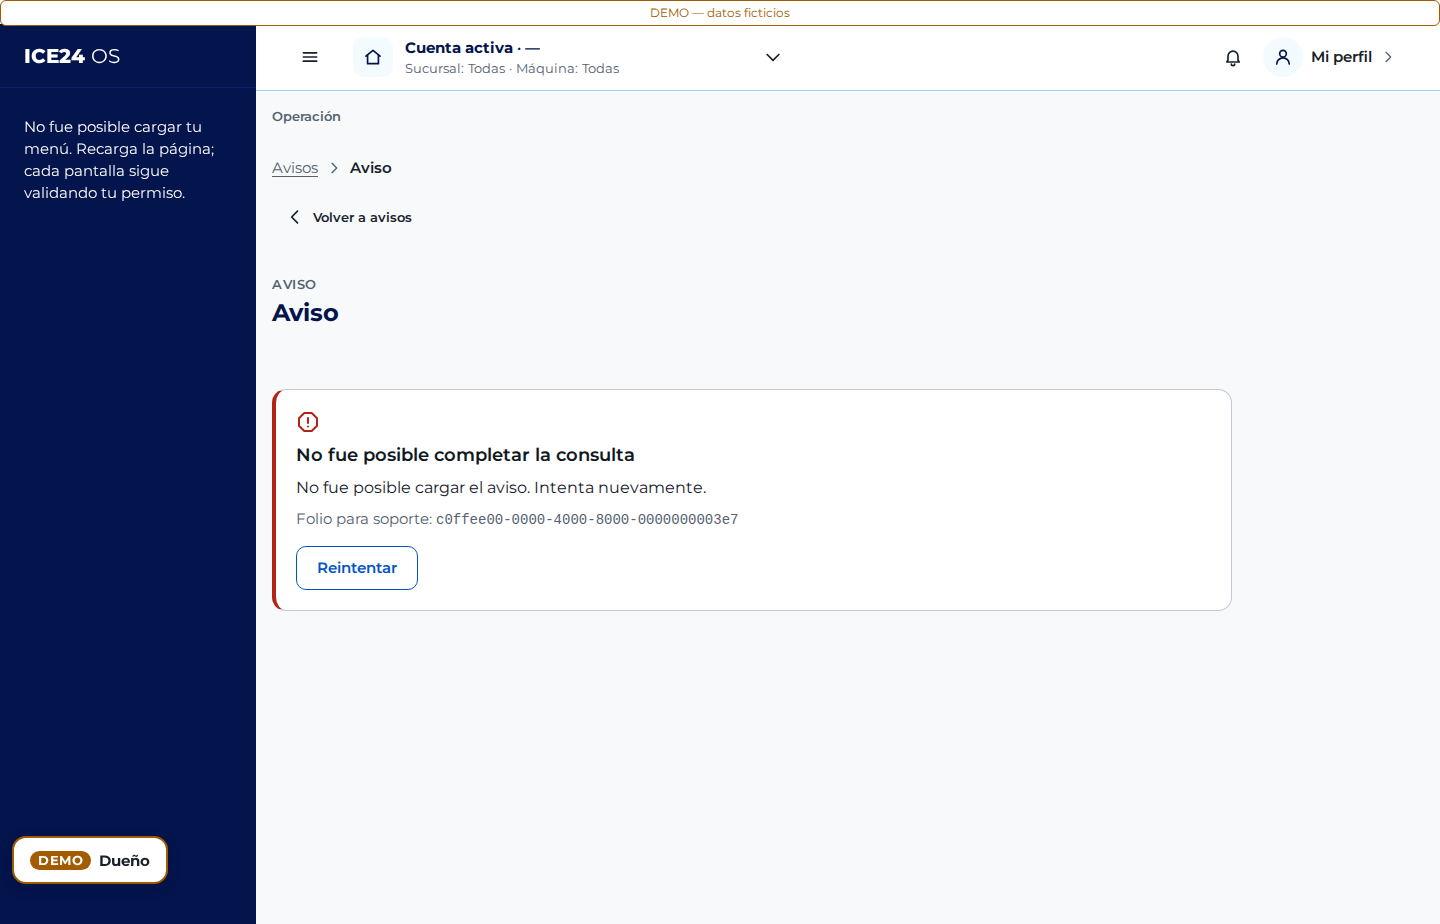 DEMO — datos ficticios
ICE24 OS
Cuenta activa · —
Sucursal: Todas · Máquina: Todas
Mi perfil
No fue posible cargar tu
menú. Recarga la página;
cada pantalla sigue
validando tu permiso.
Operación
Avisos > Aviso
Volver a avisos
AVISO
Aviso
No fue posible completar la consulta
No fue posible cargar el aviso. Intenta nuevamente.
Folio para soporte: c0ffee00-0000-4000-8000-0000000003e7
Reintentar
DEMO Dueño